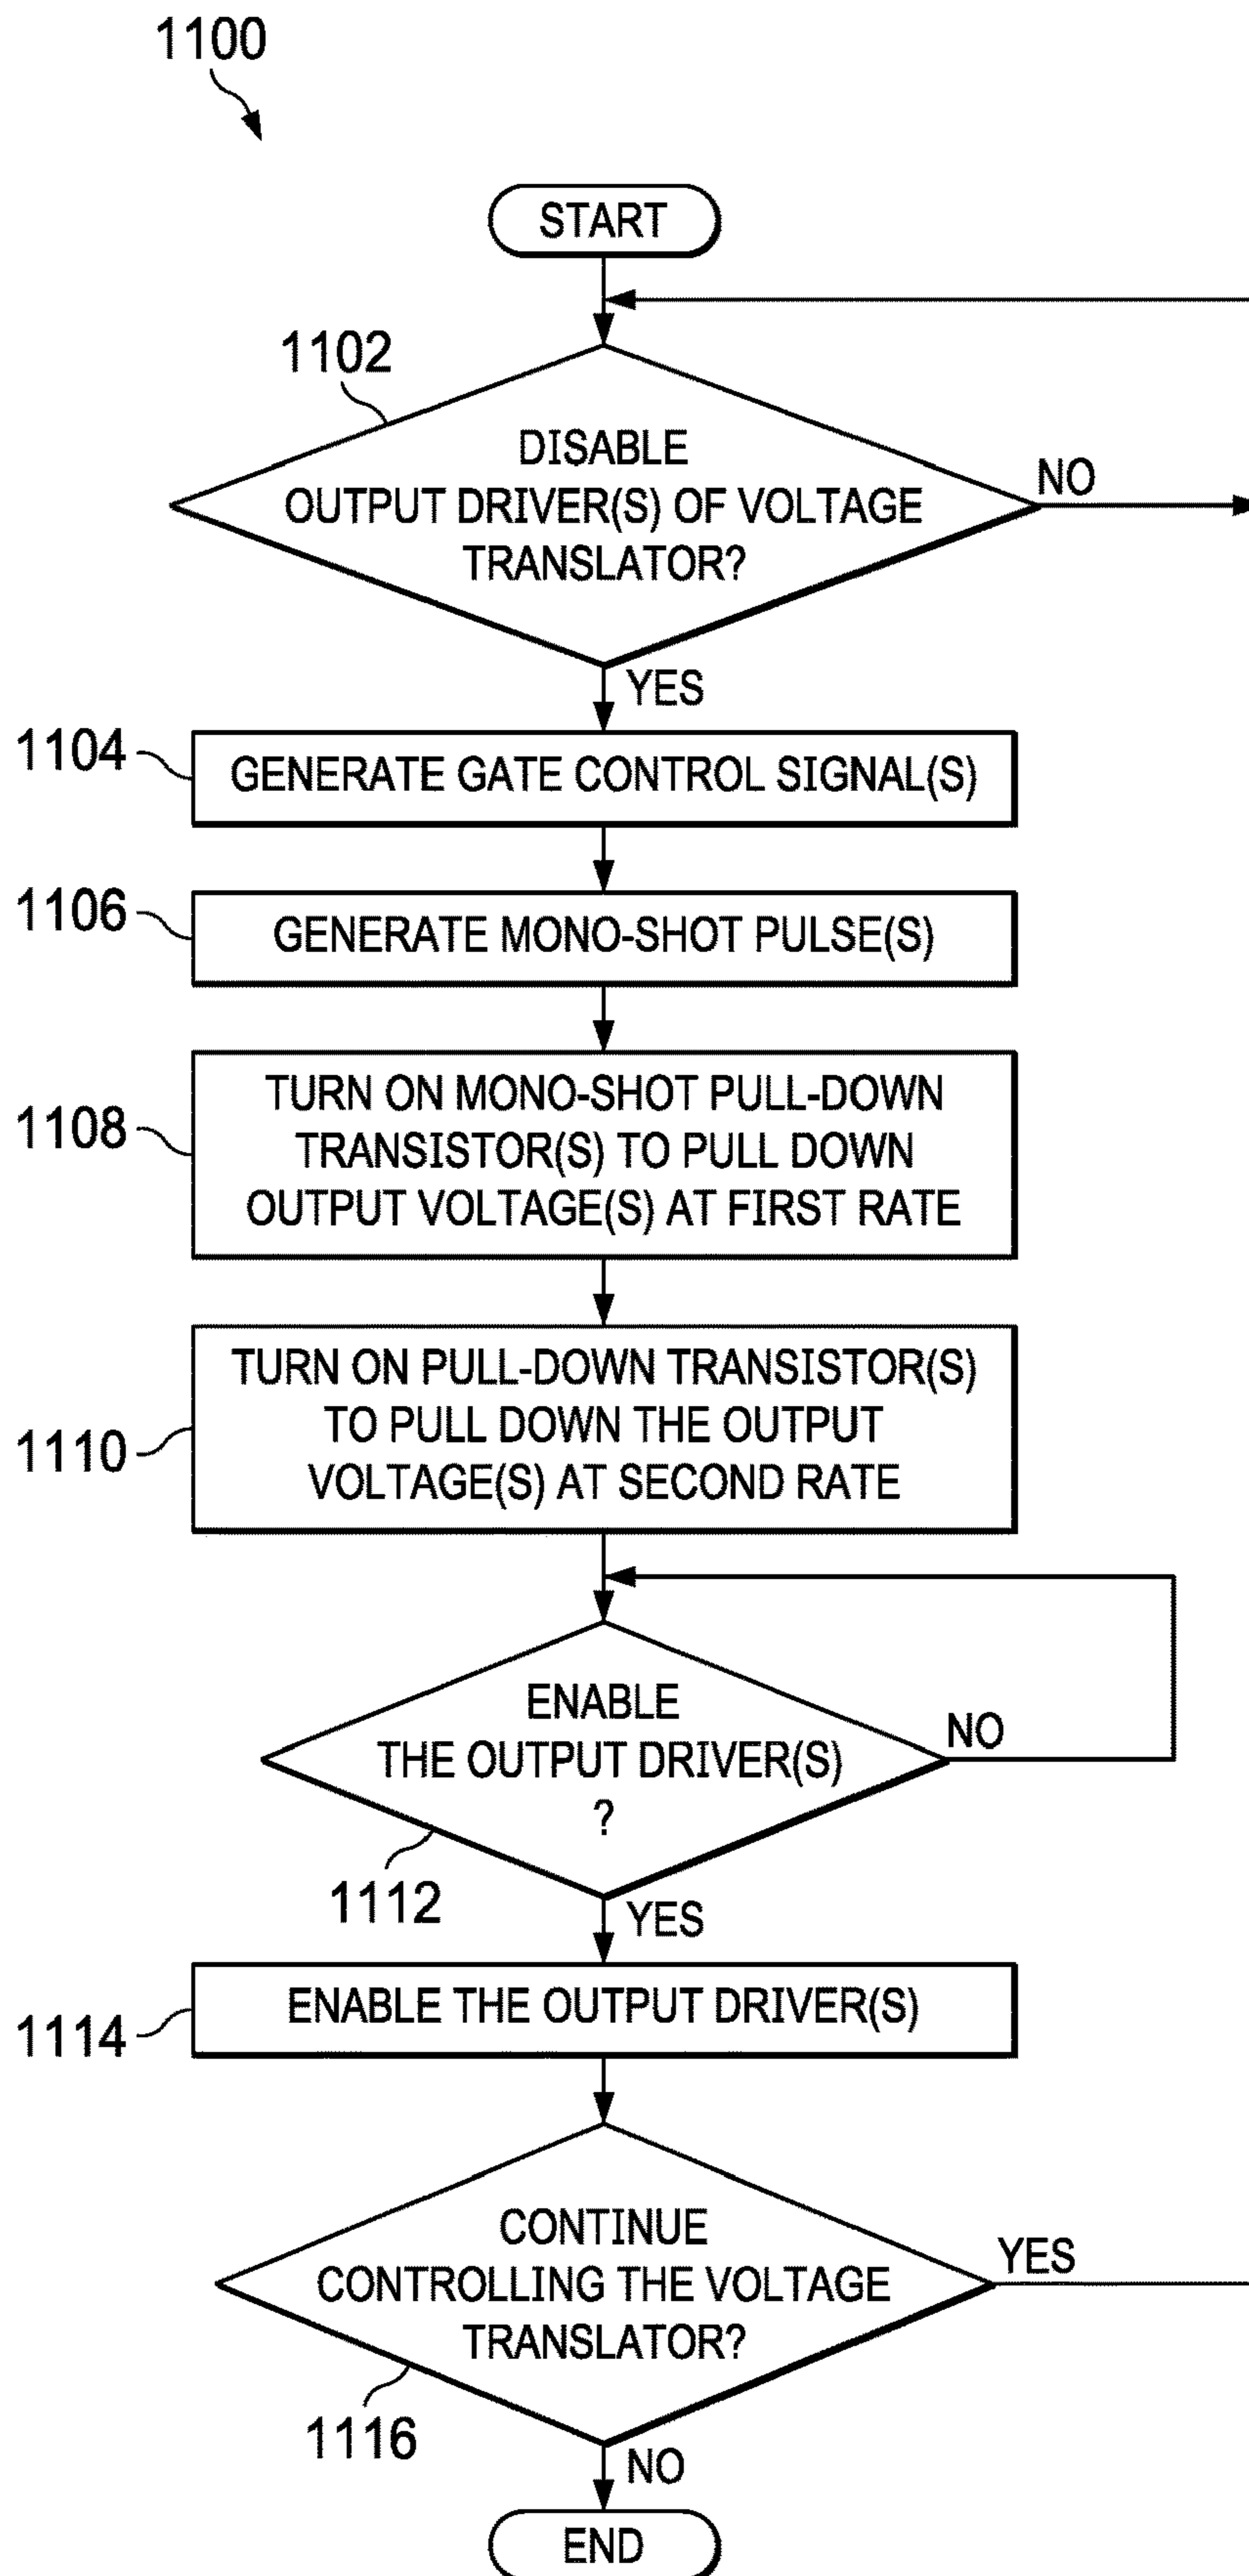 1100
START
1102
DISABLE
OUTPUT DRIVER(S) OF VOLTAGE
TRANSLATOR?
NO
YES
1104
GENERATE GATE CONTROL SIGNAL(S)
1106
GENERATE MONO-SHOT PULSE(S)
1108
TURN ON MONO-SHOT PULL-DOWN
TRANSISTOR(S) TO PULL DOWN
OUTPUT VOLTAGE(S) AT FIRST RATE
1110
TURN ON PULL-DOWN TRANSISTOR(S)
TO PULL DOWN THE OUTPUT
VOLTAGE(S) AT SECOND RATE
ENABLE
THE OUTPUT DRIVER(S)
?
NO
1112
YES
1114
ENABLE THE OUTPUT DRIVER(S)
CONTINUE
CONTROLLING THE VOLTAGE
TRANSLATOR?
YES
1116
NO
END